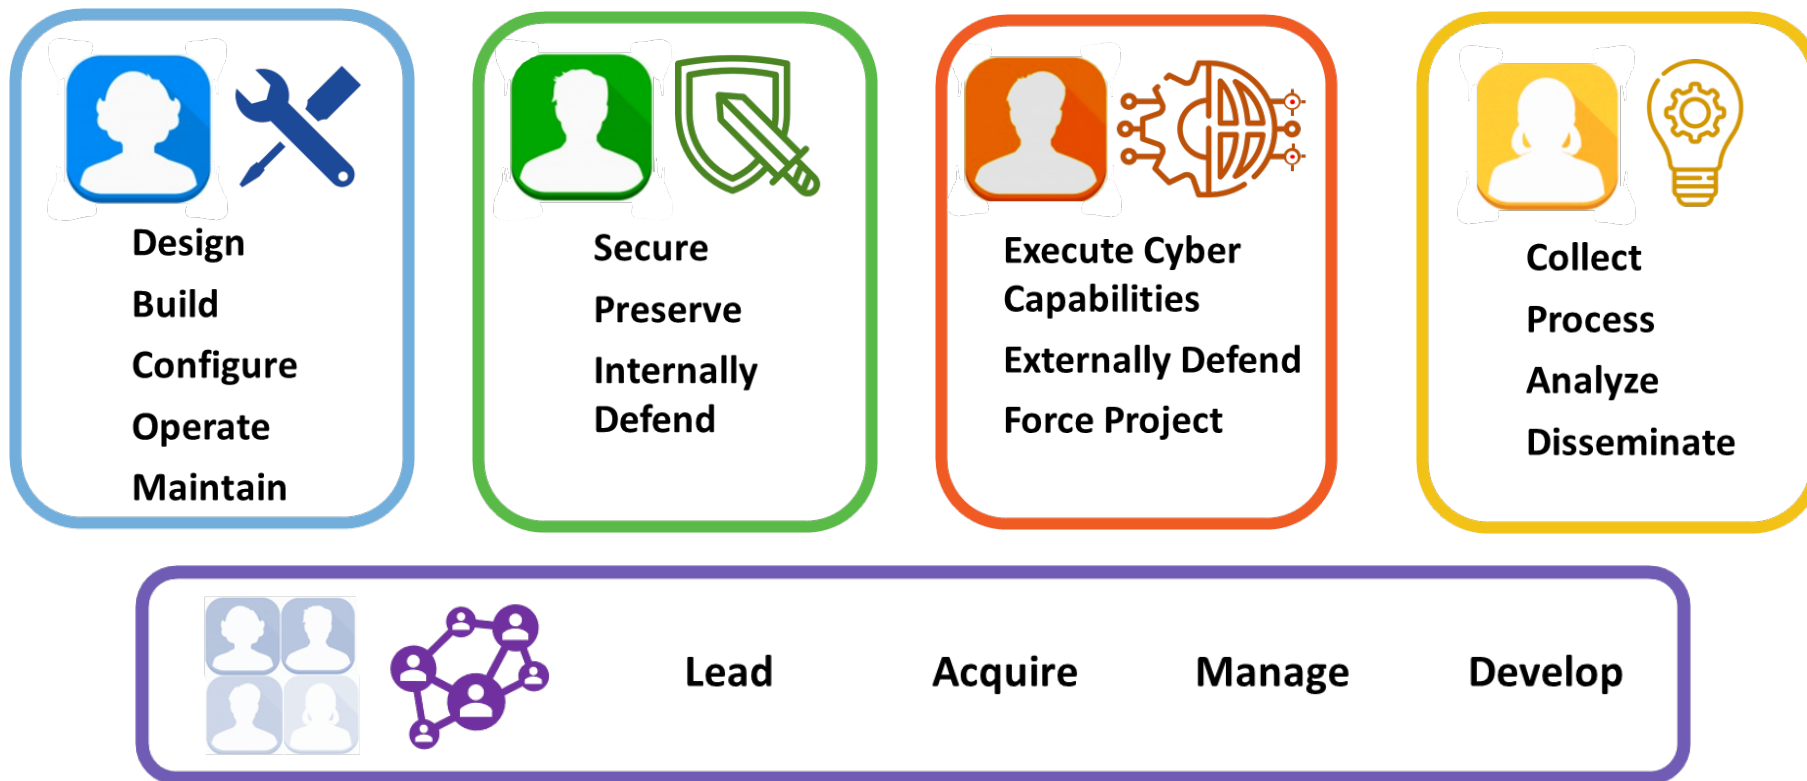 Design
Build
Configure
Operate
Maintain
Secure
Preserve
Internally
Defend
Execute Cyber
Capabilities
Externally Defend
Force Project
Collect
Process
Analyze
Disseminate
Lead
Acquire
Manage
Develop